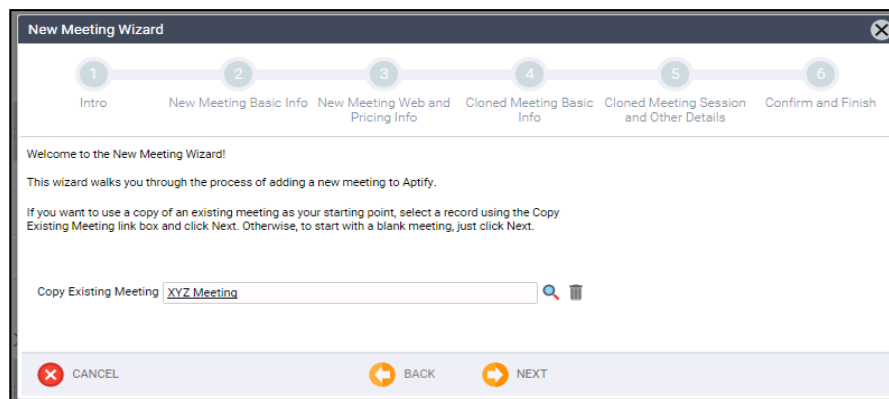 New Meeting Wizard
1 2 3 4 5 6
Intro New Meeting Basic Info New Meeting Web and Pricing Info Cloned Meeting Basic Info Cloned Meeting Session and Other Details Confirm and Finish
Welcome to the New Meeting Wizard!
This wizard walks you through the process of adding a new meeting to Aptify.
If you want to use a copy of an existing meeting as your starting point, select a record using the Copy
Existing Meeting link box and click Next. Otherwise, to start with a blank meeting, just click Next.
Copy Existing Meeting XYZ Meeting
CANCEL BACK NEXT